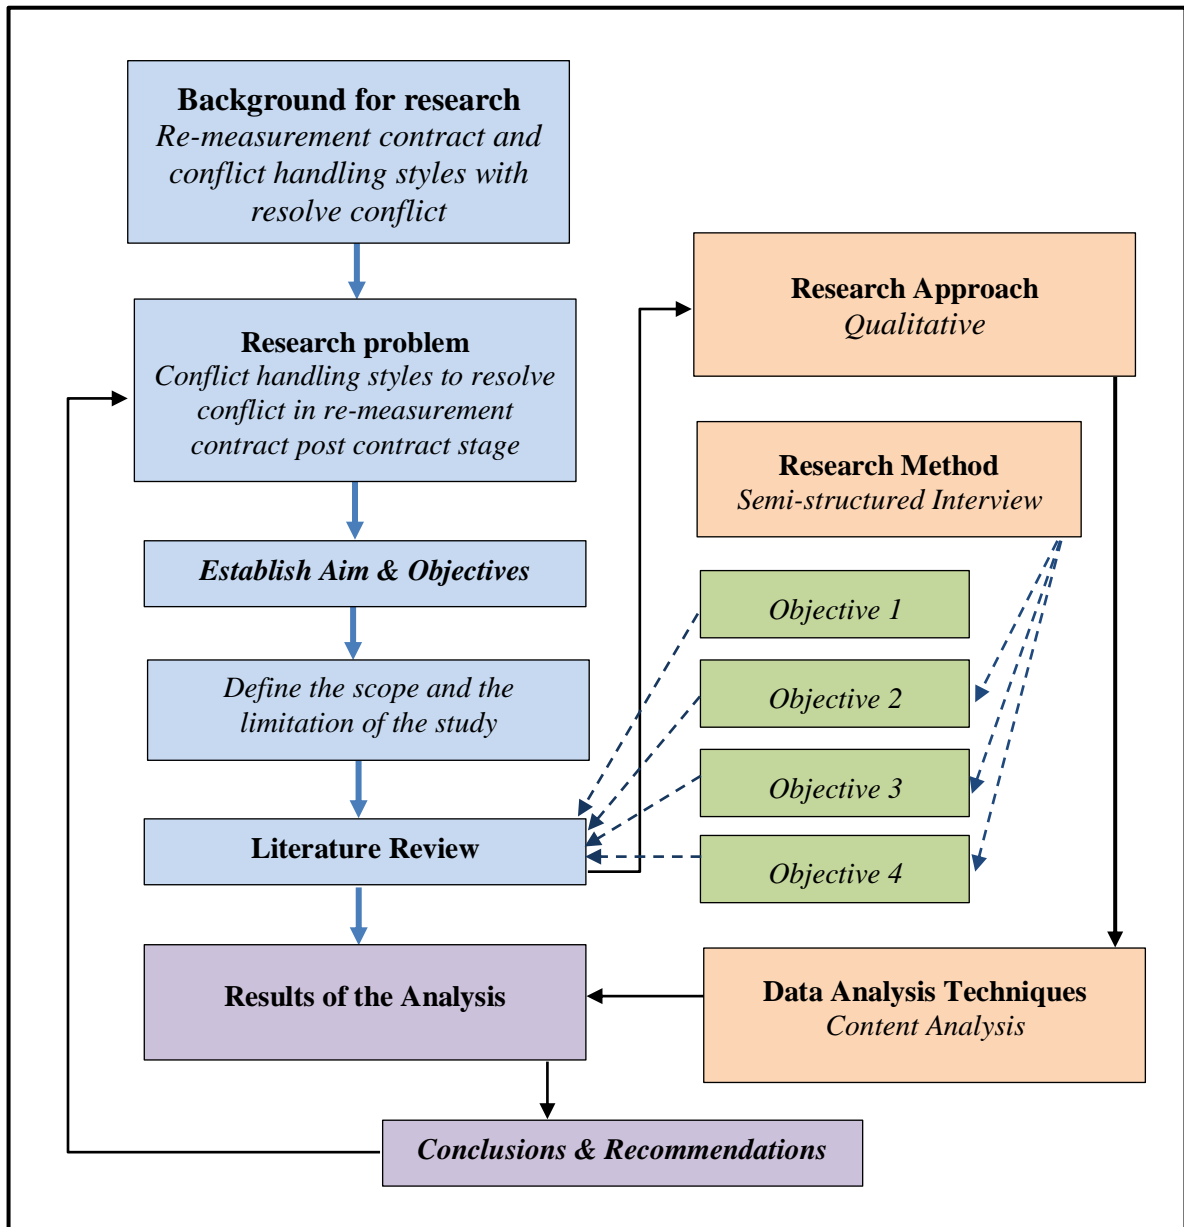 Background for research
Re-measurement contract and
conflict handling styles with
resolve conflict
Research problem
Conflict handling styles to resolve
conflict in re-measurement
contract post contract stage
Establish Aim & Objectives
Define the scope and the
limitation of the study
Literature Review
Results of the Analysis
Research Approach
Qualitative
Research Method
Semi-structured Interview
Objective 1
Objective 2
Objective 3
Objective 4
Data Analysis Techniques
Content Analysis
Conclusions & Recommendations